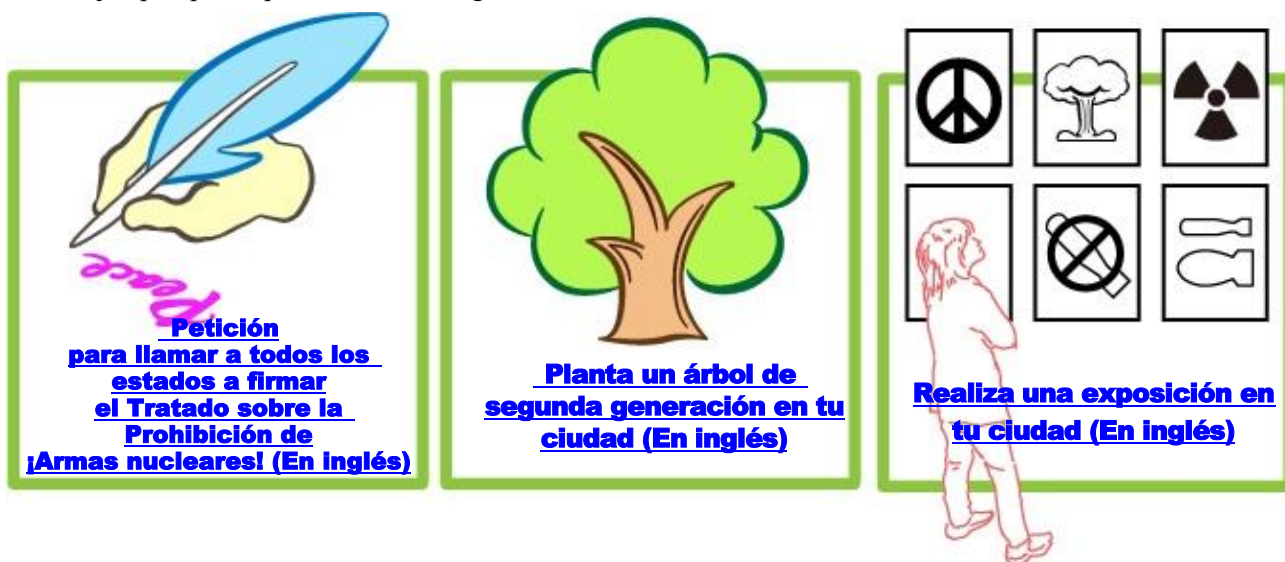 Peace
Petición
para llamar a todos los
estados a firmar
el Tratado sobre la
Prohibición de
¡Armas nucleares! (En inglés)
Planta un árbol de
segunda generación en tu
ciudad (En inglés)
Realiza una exposición en
tu ciudad (En inglés)